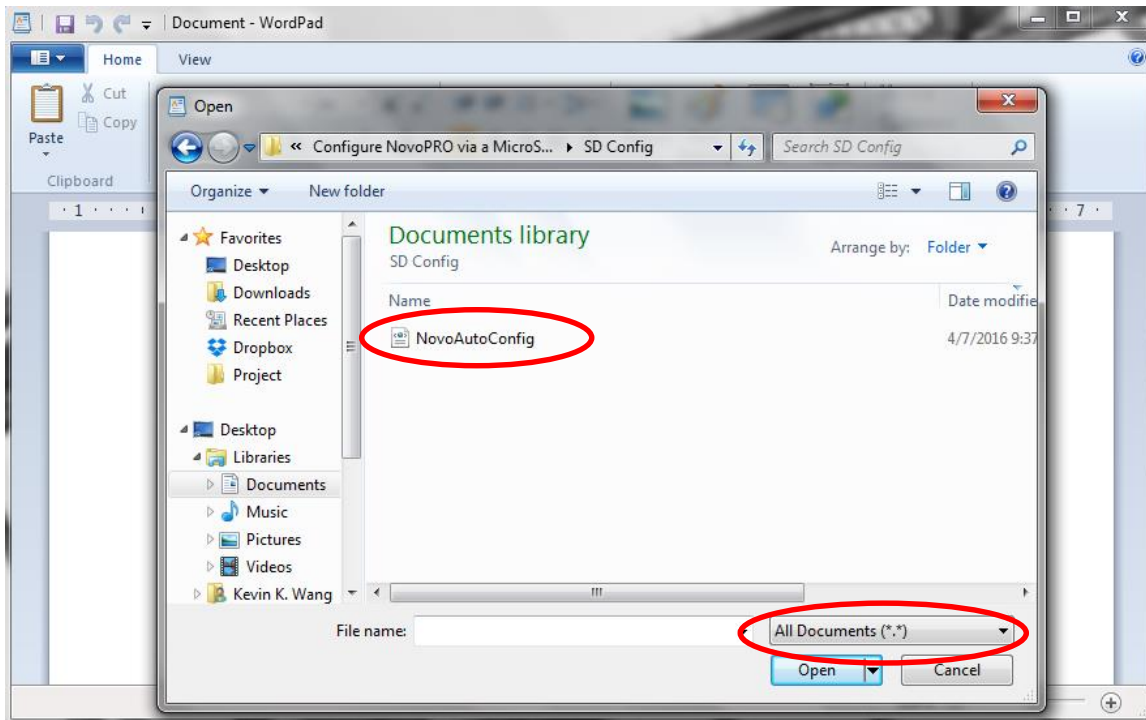 Document - WordPad
Home View
Cut
Copy
Paste
Clipboard
Open
« Configure NovoPRO via a MicroS... ▸ SD Config
Search SD Config
Organize New folder
· 1 · · · 7 ·
Favorites
Desktop
Downloads
Recent Places
Dropbox
Project
Desktop
Libraries
Documents
Music
Pictures
Videos
Kevin K. Wang
Documents library
SD Config
Arrange by: Folder
Name Date modifie
NovoAutoConfig 4/7/2016 9:37
File name:
All Documents (*.*)
Open Cancel